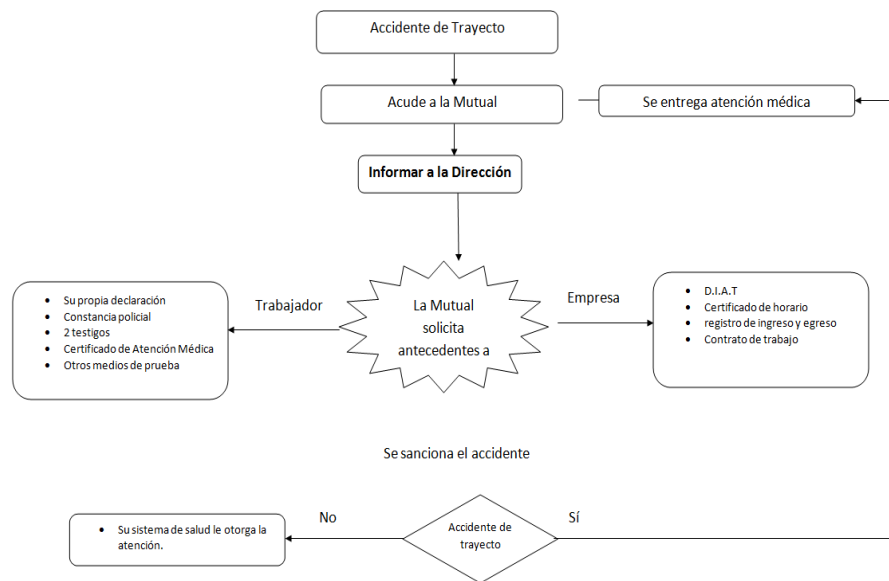 Accidente de Trayecto
Acude a la Mutual
Se entrega atención médica
Informar a la Dirección
• Su propia declaración
• Constancia policial
• 2 testigos
• Certificado de Atención Médica
• Otros medios de prueba
Trabajador
La Mutual
solicita
antecedentes a
Empresa
• D.I.A.T
• Certificado de horario
• registro de ingreso y egreso
• Contrato de trabajo
Se sanciona el accidente
• Su sistema de salud le otorga la
atención.
No
Accidente de
trayecto
Sí